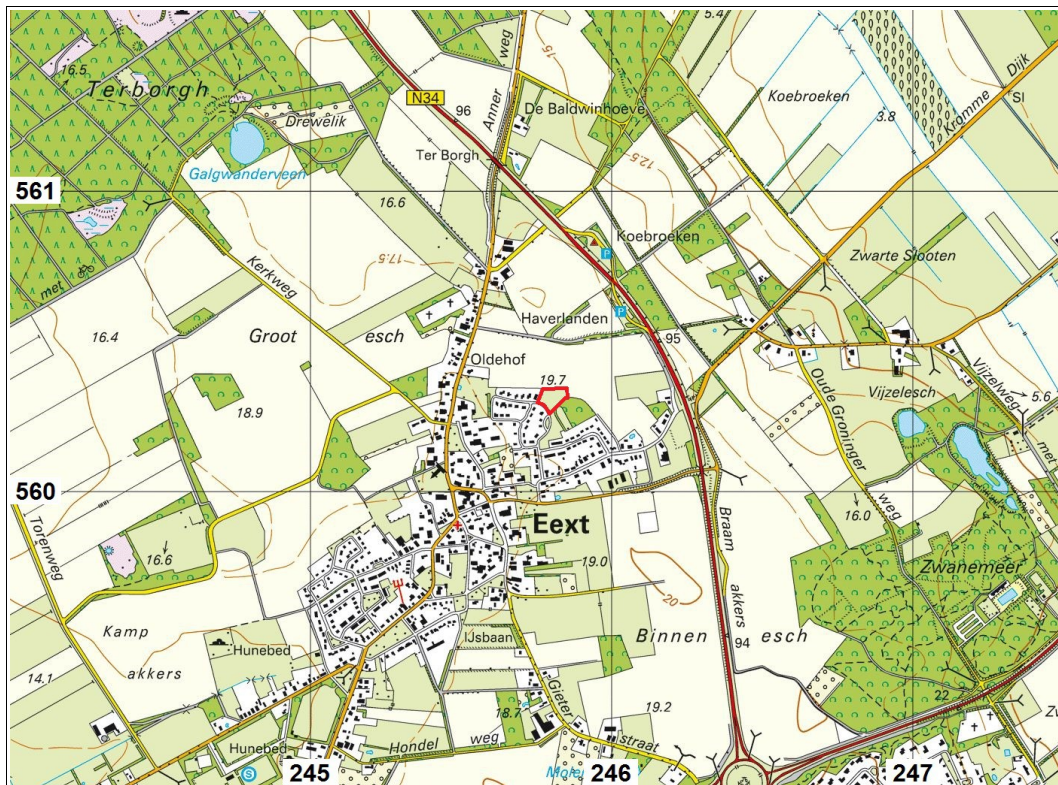 5.4
weg
15
16.5
Terborgh
N34
96
De Baldwinhoeve
Koebroeken
3.8
Kromme Dijk
Sl
Drewelik
Anner
Ter Borgh
12.5
Galgwanderveen
561
16.6
Koebroeken
P
17.5
Zwarte Slooten
met
Kerkweg
Haverlanden
P
16.4
Groot esch
95
Oldehof
19.7
Vijzelweg
5.6
18.9
Oude Groninger
Vijzelesch
met
560
weg
Torenweg
Eext
Braam
16.0
16.6
19.0
Zwanemeer
20
akkers
Kamp
IJsbaan
Binnen esch
94
Hunebed
akkers
14.1
Gieter
22
18.7
19.2
Hunebed
Hondel weg
straat
S
245
246
247